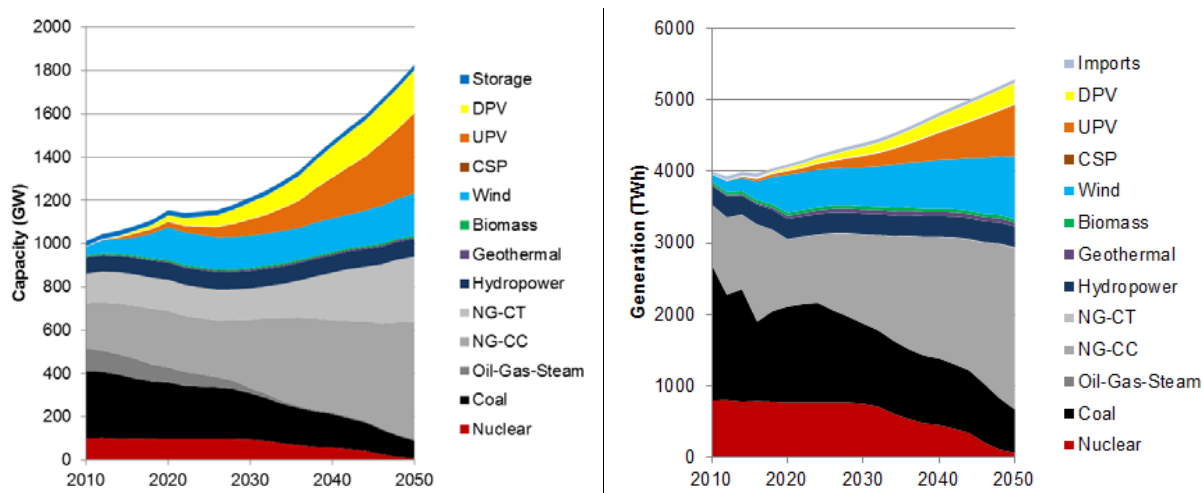 2000
1800
1600
1400
1200
1000
800
600
400
200
0
Capacity (GW)
2010 2020 2030 2040 2050
Storage
DPV
UPV
CSP
Wind
Biomass
Geothermal
Hydropower
NG-CT
NG-CC
Oil-Gas-Steam
Coal
Nuclear
6000
5000
4000
3000
2000
1000
0
Generation (TWh)
2010 2020 2030 2040 2050
Imports
DPV
UPV
CSP
Wind
Biomass
Geothermal
Hydropower
NG-CT
NG-CC
Oil-Gas-Steam
Coal
Nuclear